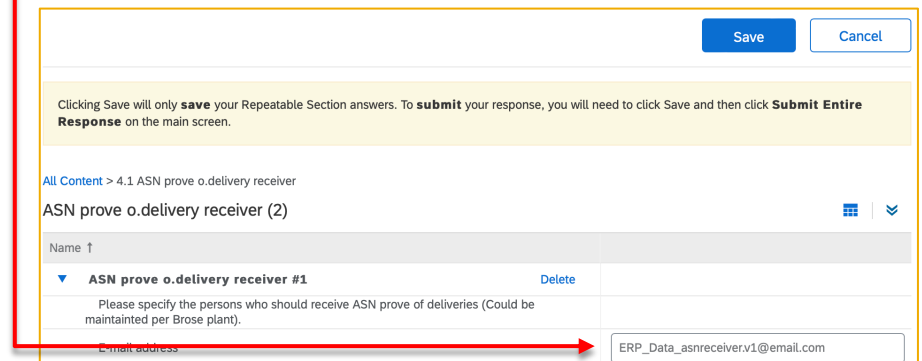 Save
Cancel
Clicking Save will only save your Repeatable Section answers. To submit your response, you will need to click Save and then click Submit Entire
Response on the main screen.
All Content > 4.1 ASN prove o.delivery receiver
ASN prove o.delivery receiver (2)
Name ↑
ASN prove o.delivery receiver #1
Delete
Please specify the persons who should receive ASN prove of deliveries (Could be
maintainted per Brose plant).
E-mail address
ERP_Data_asnreceiver.v1@email.com